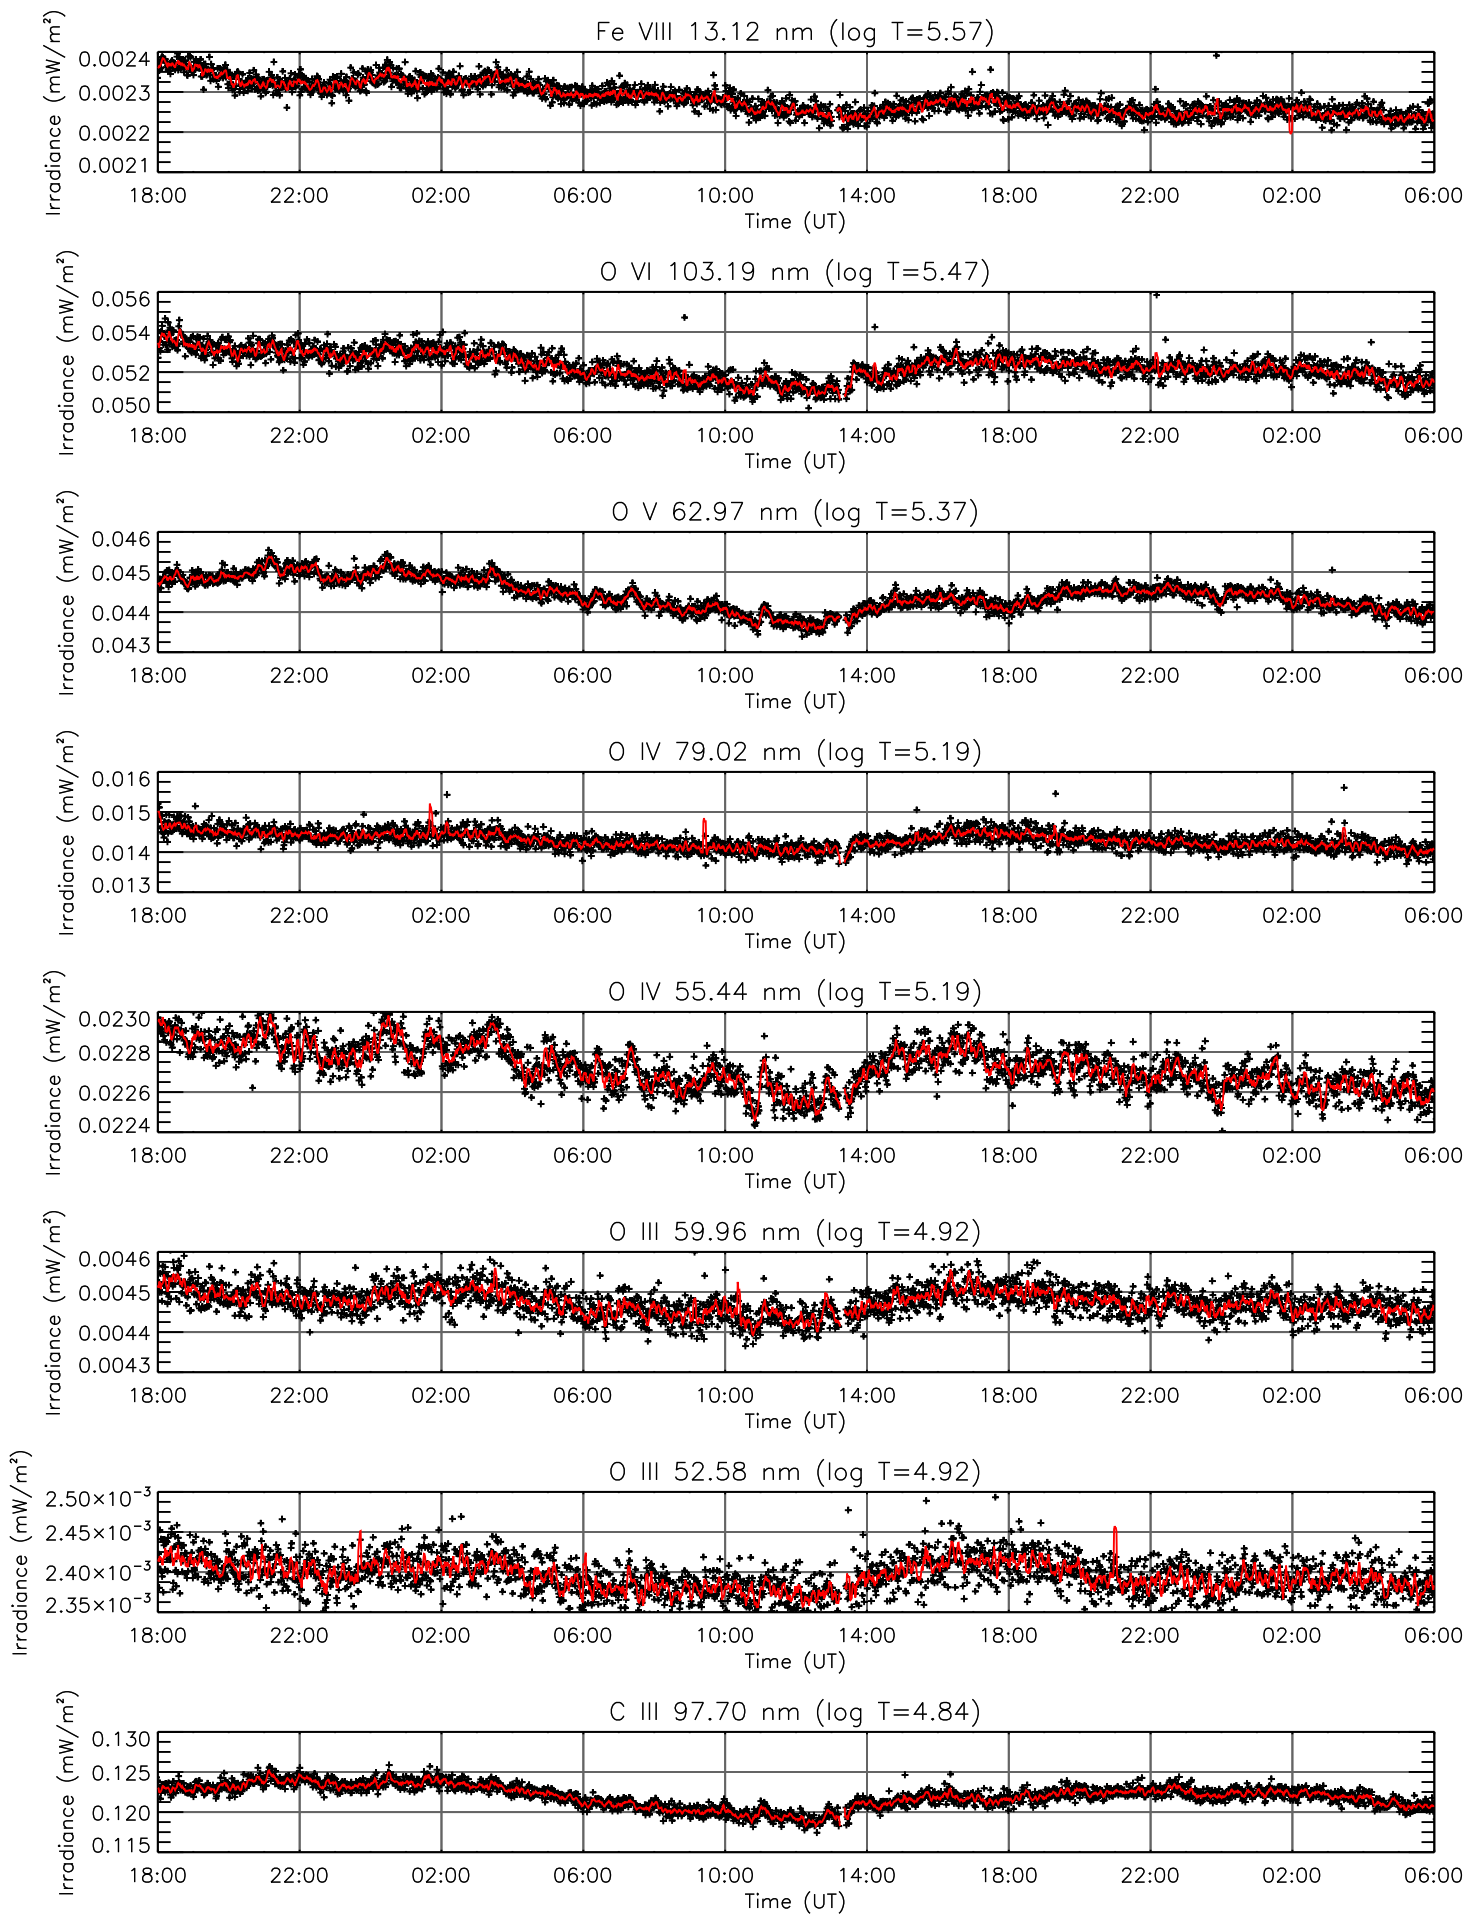 Fe VIII 13.12 nm (log T=5.57)
Irradiance (mW/m²)
0.0024
0.0023
0.0022
0.0021
18:00 22:00 02:00 06:00 10:00 14:00 18:00 22:00 02:00 06:00
Time (UT)
O VI 103.19 nm (log T=5.47)
Irradiance (mW/m²)
0.056
0.054
0.052
0.050
18:00 22:00 02:00 06:00 10:00 14:00 18:00 22:00 02:00 06:00
Time (UT)
O V 62.97 nm (log T=5.37)
Irradiance (mW/m²)
0.046
0.045
0.044
0.043
18:00 22:00 02:00 06:00 10:00 14:00 18:00 22:00 02:00 06:00
Time (UT)
O IV 79.02 nm (log T=5.19)
Irradiance (mW/m²)
0.016
0.015
0.014
0.013
18:00 22:00 02:00 06:00 10:00 14:00 18:00 22:00 02:00 06:00
Time (UT)
O IV 55.44 nm (log T=5.19)
Irradiance (mW/m²)
0.0230
0.0228
0.0226
0.0224
18:00 22:00 02:00 06:00 10:00 14:00 18:00 22:00 02:00 06:00
Time (UT)
O III 59.96 nm (log T=4.92)
Irradiance (mW/m²)
0.0046
0.0045
0.0044
0.0043
18:00 22:00 02:00 06:00 10:00 14:00 18:00 22:00 02:00 06:00
Time (UT)
O III 52.58 nm (log T=4.92)
Irradiance (mW/m²)
2.50×10⁻³
2.45×10⁻³
2.40×10⁻³
2.35×10⁻³
18:00 22:00 02:00 06:00 10:00 14:00 18:00 22:00 02:00 06:00
Time (UT)
C III 97.70 nm (log T=4.84)
Irradiance (mW/m²)
0.130
0.125
0.120
0.115
18:00 22:00 02:00 06:00 10:00 14:00 18:00 22:00 02:00 06:00
Time (UT)